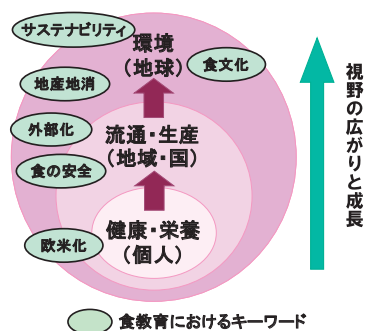 サステナビリティ
環境
(地球)
食文化
地産地消
外部化
流通・生産
(地域・国)
食の安全
健康・栄養
(個人)
欧米化
視野の広がりと成長
食教育におけるキーワード